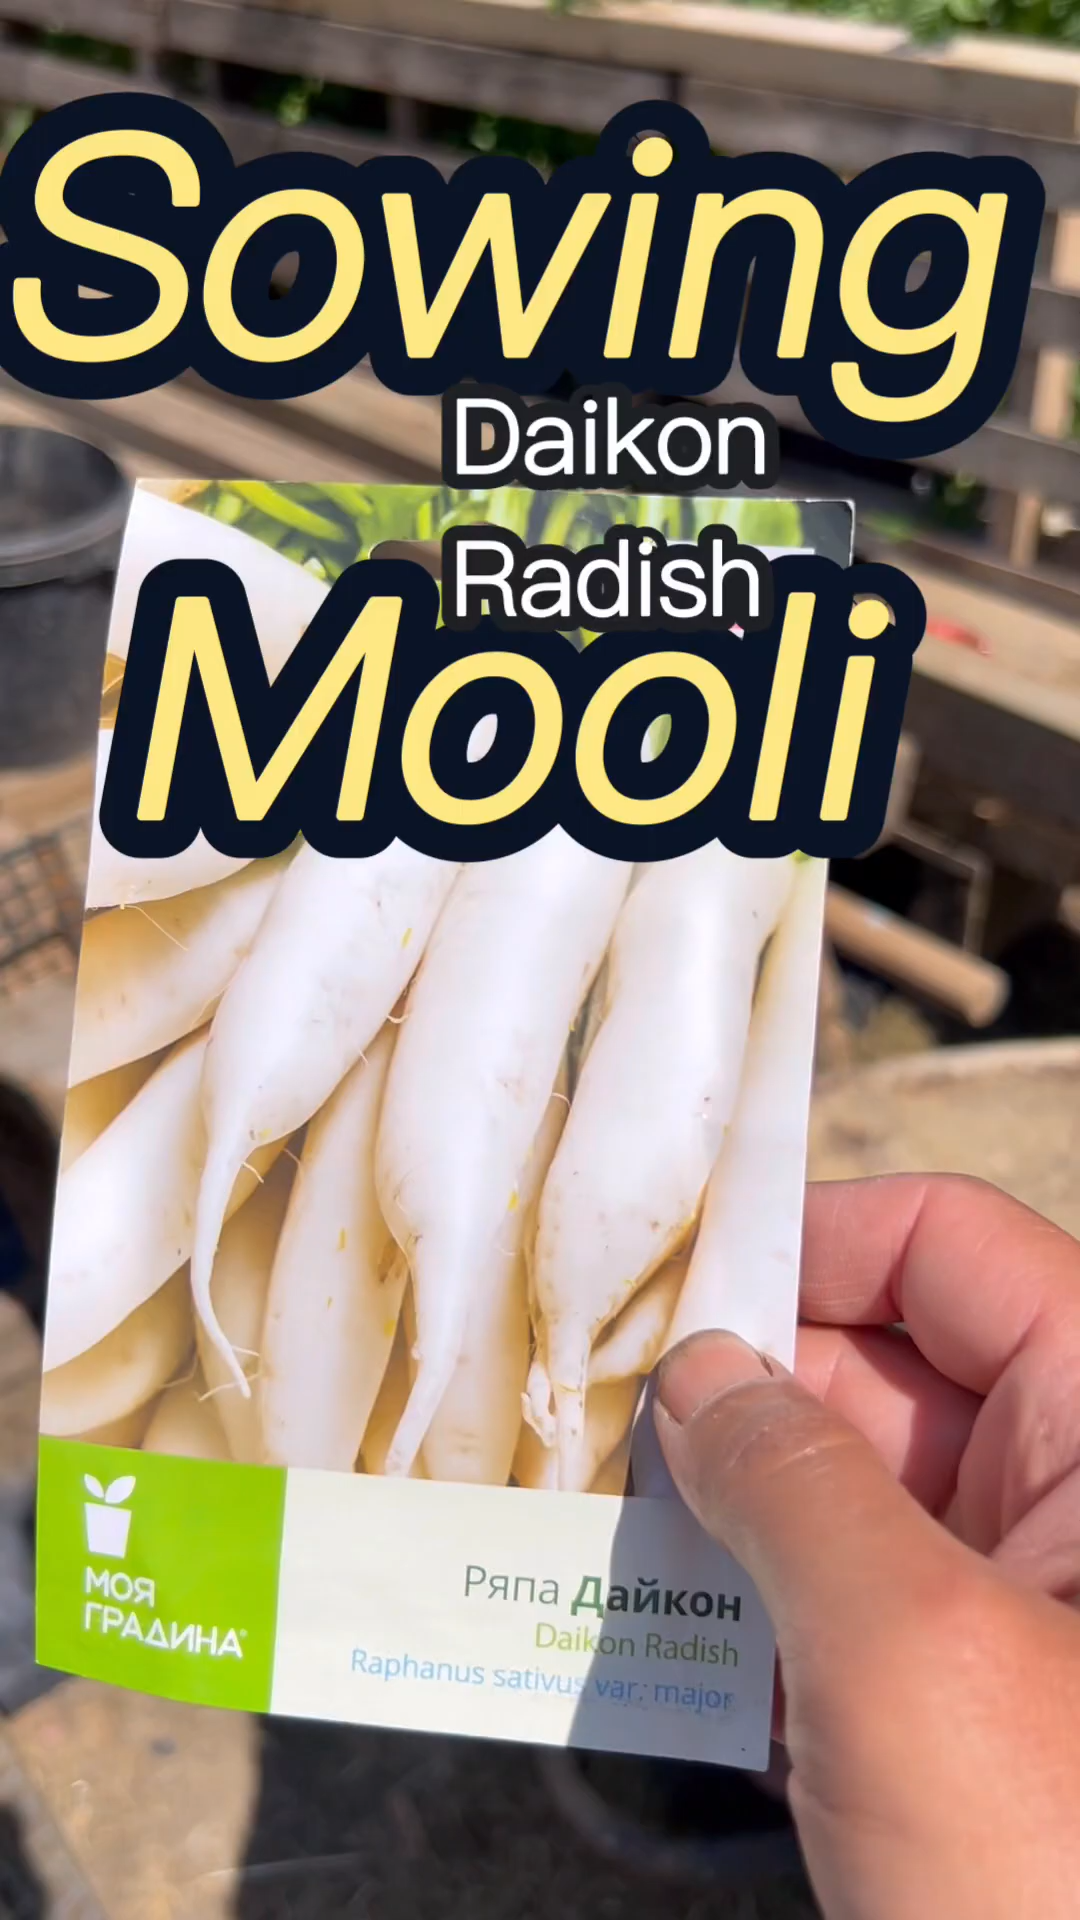 Sowing
Daikon
Radish
Mooli
МОЯ
ГРАДИНА®
Ряпа Дайкон
Daikon Radish
Raphanus sativus var. major